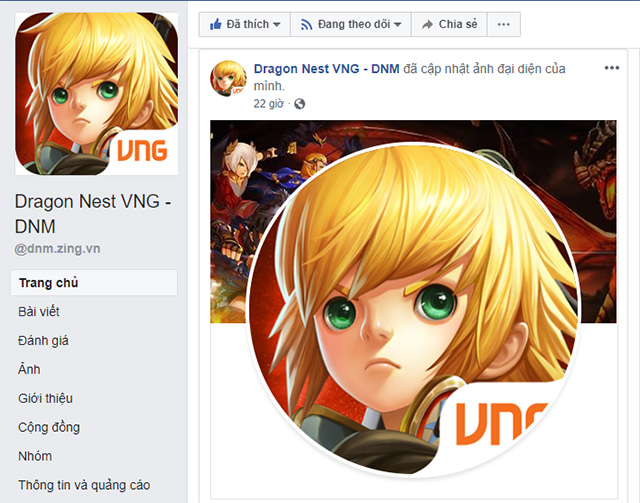 Đã thích
Đang theo dõi
Chia sẻ
VNG
Dragon Nest VNG - DNM đã cập nhật ảnh đại diện của
mình.
22 giờ ·
Dragon Nest VNG -
DNM
@dnm.zing.vn
Trang chủ
Bài viết
Đánh giá
Ảnh
Giới thiệu
Cộng đồng
Nhóm
Thông tin và quảng cáo
VNG